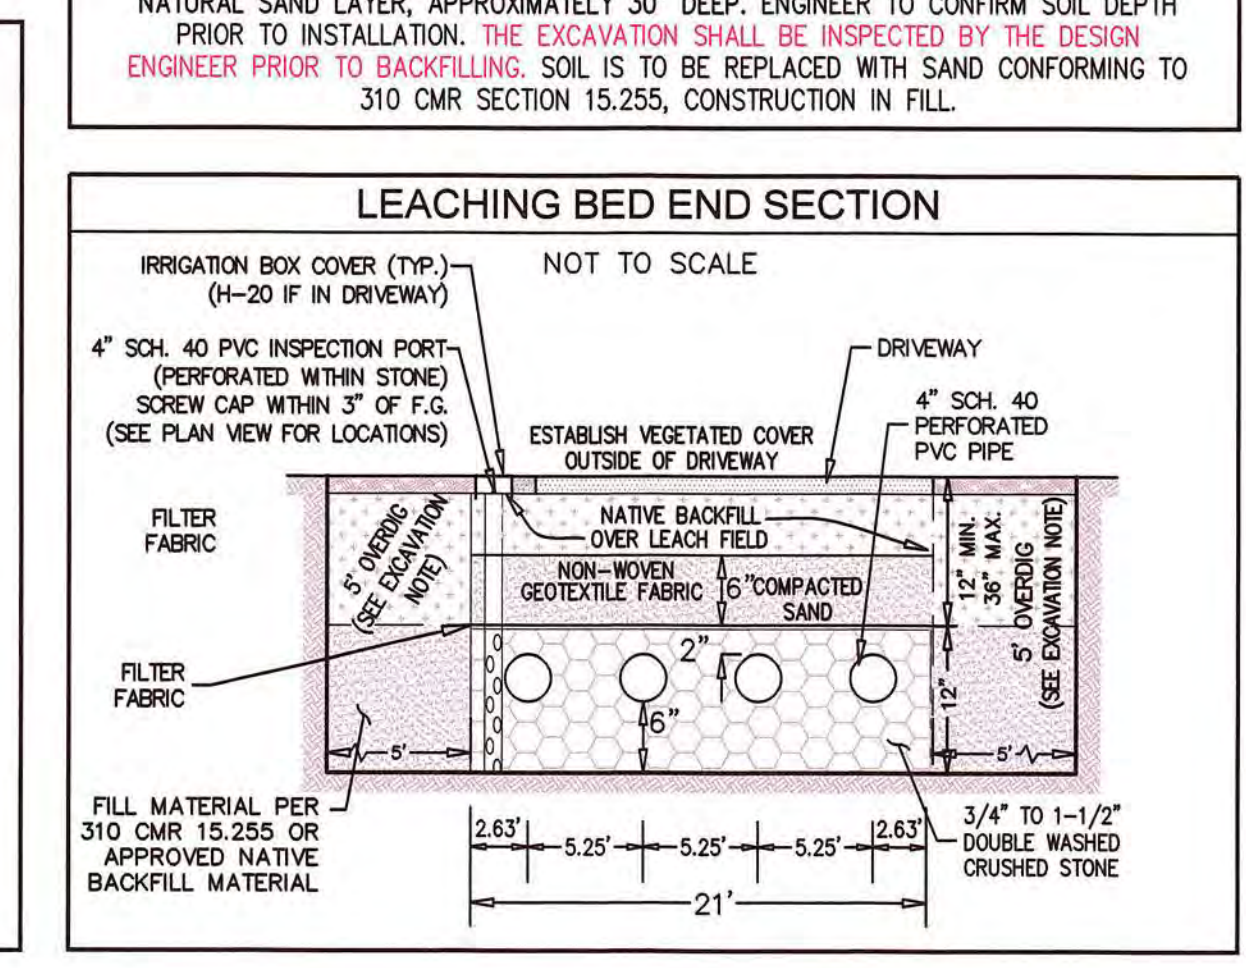 NATURAL SAND LAYER, APPROXIMATELY 30" DEEP. ENGINEER TO CONFIRM SOIL DEPTH
PRIOR TO INSTALLATION. THE EXCAVATION SHALL BE INSPECTED BY THE DESIGN
ENGINEER PRIOR TO BACKFILLING. SOIL IS TO BE REPLACED WITH SAND CONFORMING TO
310 CMR SECTION 15.255, CONSTRUCTION IN FILL.
LEACHING BED END SECTION
NOT TO SCALE
IRRIGATION BOX COVER (TYP.)
(H-20 IF IN DRIVEWAY)
4" SCH. 40 PVC INSPECTION PORT
(PERFORATED WITHIN STONE)
SCREW CAP WITHIN 3" OF F.G.
(SEE PLAN VIEW FOR LOCATIONS)
DRIVEWAY
4" SCH. 40
PERFORATED
PVC PIPE
ESTABLISH VEGETATED COVER
OUTSIDE OF DRIVEWAY
FILTER
FABRIC
5' OVERDIG
(SEE EXCAVATION
NOTE)
NATIVE BACKFILL
OVER LEACH FIELD
NON-WOVEN
GEOTEXTILE FABRIC
6" COMPACTED
SAND
12" MIN.
36" MAX.
5' OVERDIG
(SEE EXCAVATION NOTE)
FILTER
FABRIC
2"
6"
12"
5'
5'
FILL MATERIAL PER
310 CMR 15.255 OR
APPROVED NATIVE
BACKFILL MATERIAL
2.63'
5.25'
5.25'
5.25'
2.63'
21'
3/4" TO 1-1/2"
DOUBLE WASHED
CRUSHED STONE